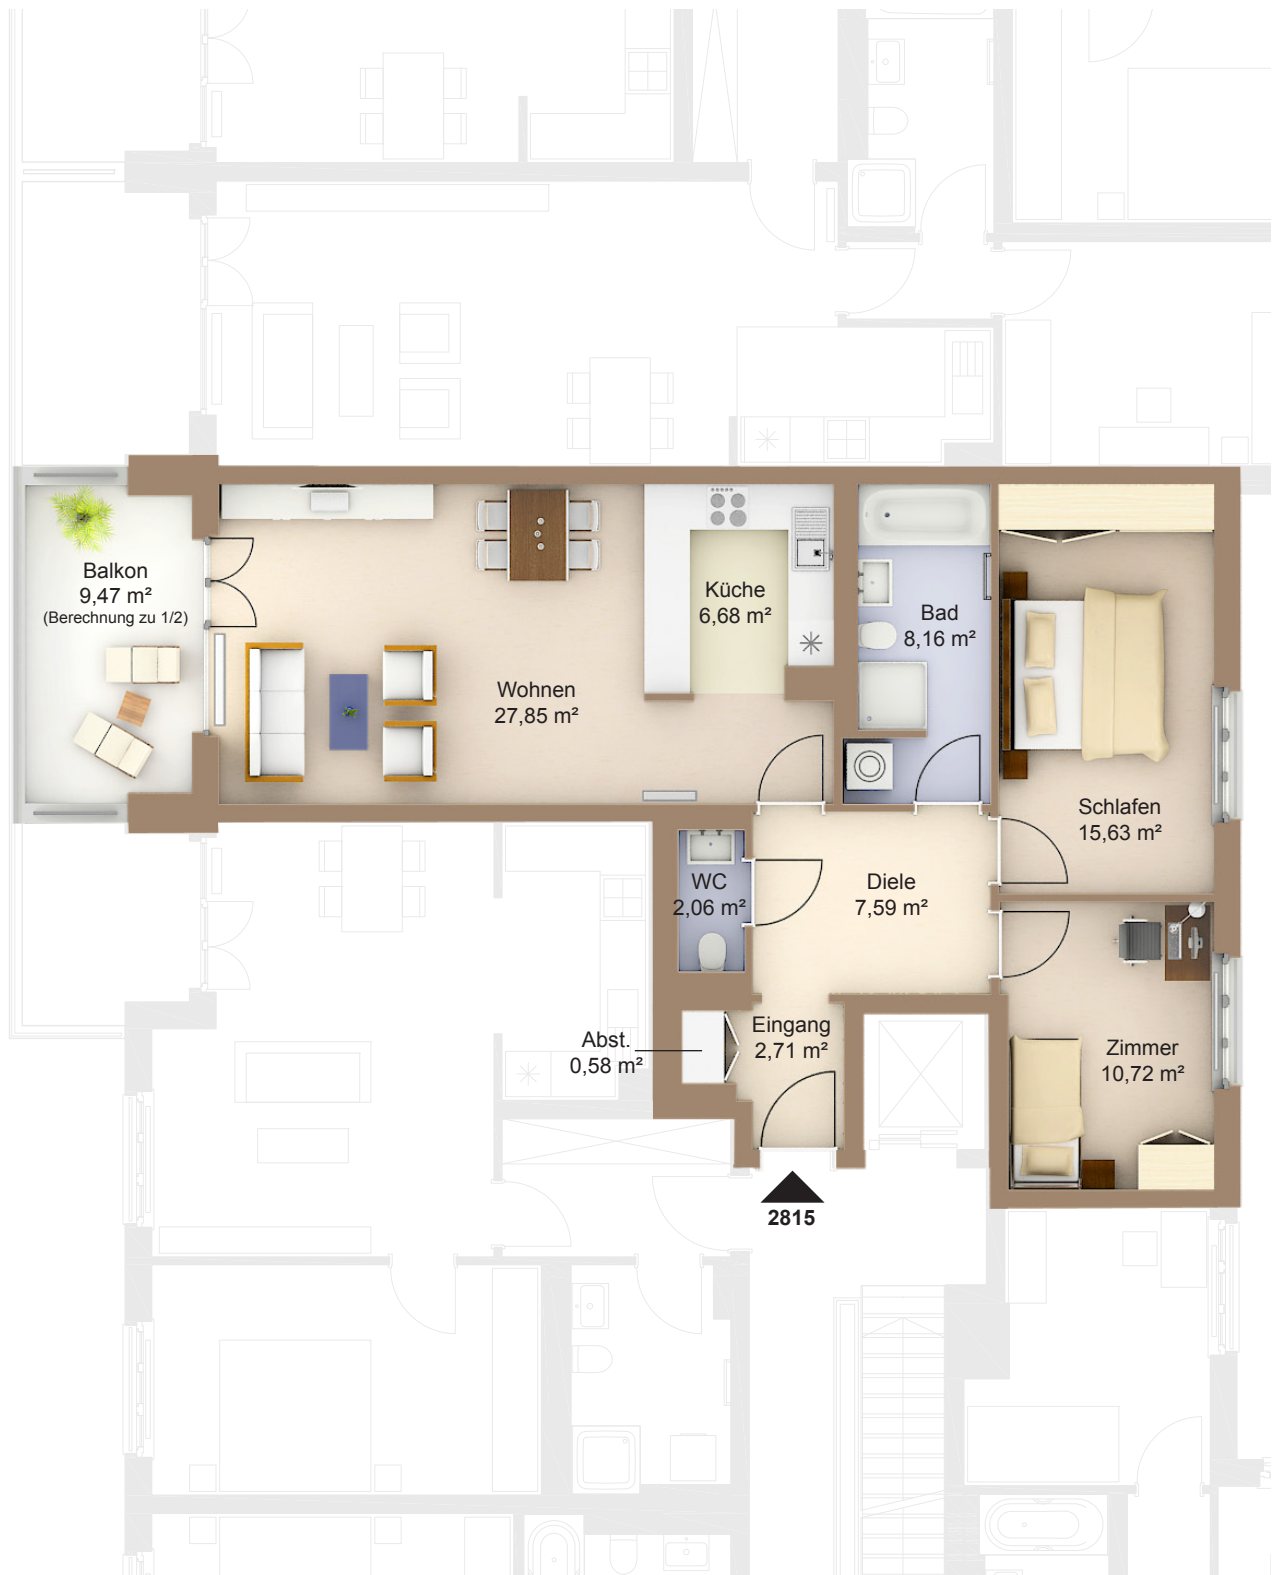 Balkon
9,47 m²
(Berechnung zu 1/2)
Küche
6,68 m²
Bad
8,16 m²
Wohnen
27,85 m²
Schlafen
15,63 m²
WC
2,06 m²
Diele
7,59 m²
Eingang
2,71 m²
Abst.
0,58 m²
Zimmer
10,72 m²
2815